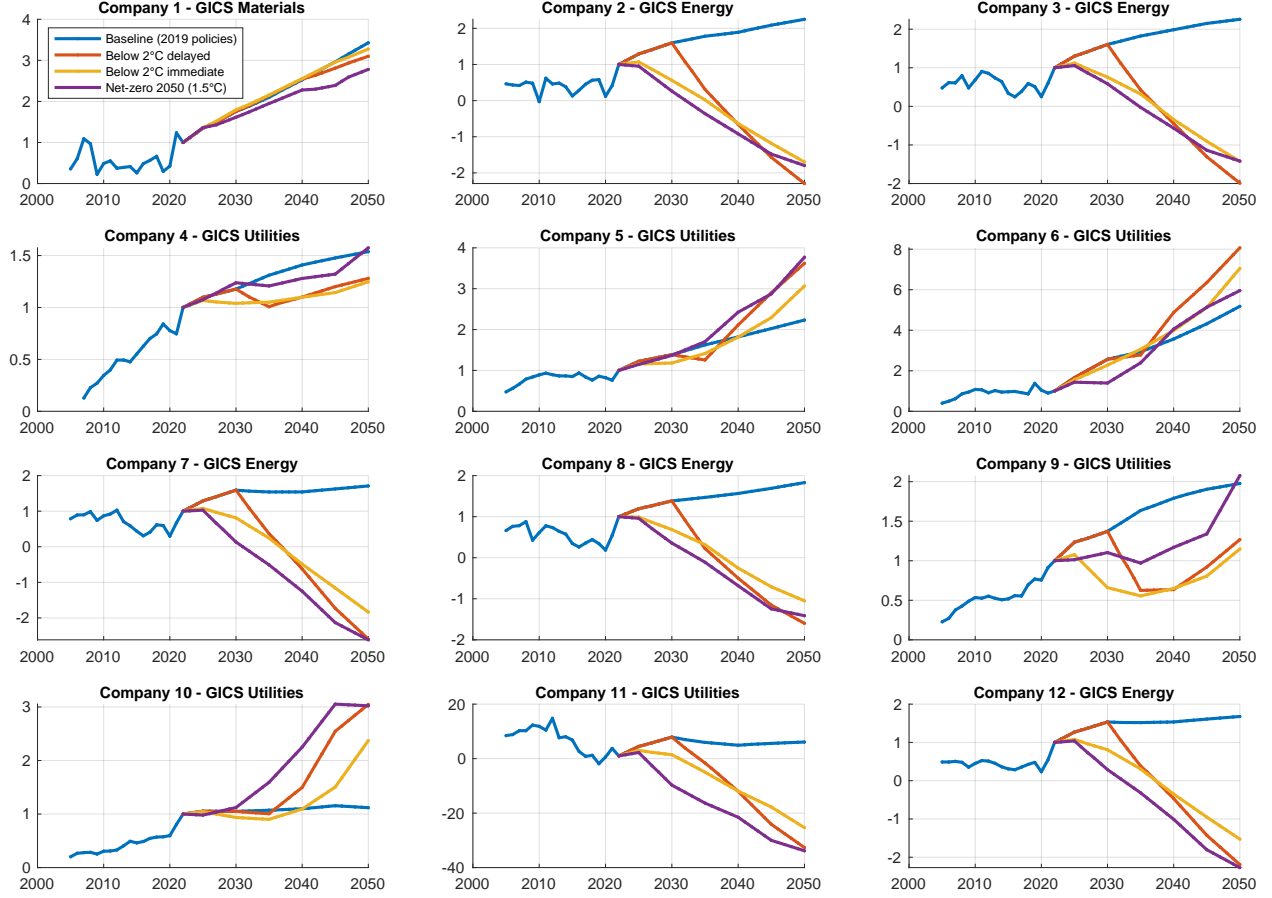 Company 1 - GICS Materials
4
3
2
1
0
2000 2010 2020 2030 2040 2050
Baseline (2019 policies)
Below 2°C delayed
Below 2°C immediate
Net-zero 2050 (1.5°C)
Company 2 - GICS Energy
2
1
0
-1
-2
2000 2010 2020 2030 2040 2050
Company 3 - GICS Energy
2
1
0
-1
-2
2000 2010 2020 2030 2040 2050
Company 4 - GICS Utilities
1.5
1
0.5
0
2000 2010 2020 2030 2040 2050
Company 5 - GICS Utilities
4
3
2
1
0
2000 2010 2020 2030 2040 2050
Company 6 - GICS Utilities
8
6
4
2
0
2000 2010 2020 2030 2040 2050
Company 7 - GICS Energy
2
1
0
-1
-2
2000 2010 2020 2030 2040 2050
Company 8 - GICS Energy
2
1
0
-1
-2
2000 2010 2020 2030 2040 2050
Company 9 - GICS Utilities
2
1.5
1
0.5
0
2000 2010 2020 2030 2040 2050
Company 10 - GICS Utilities
3
2
1
0
2000 2010 2020 2030 2040 2050
Company 11 - GICS Utilities
20
0
-20
-40
2000 2010 2020 2030 2040 2050
Company 12 - GICS Energy
2
1
0
-1
-2
2000 2010 2020 2030 2040 2050